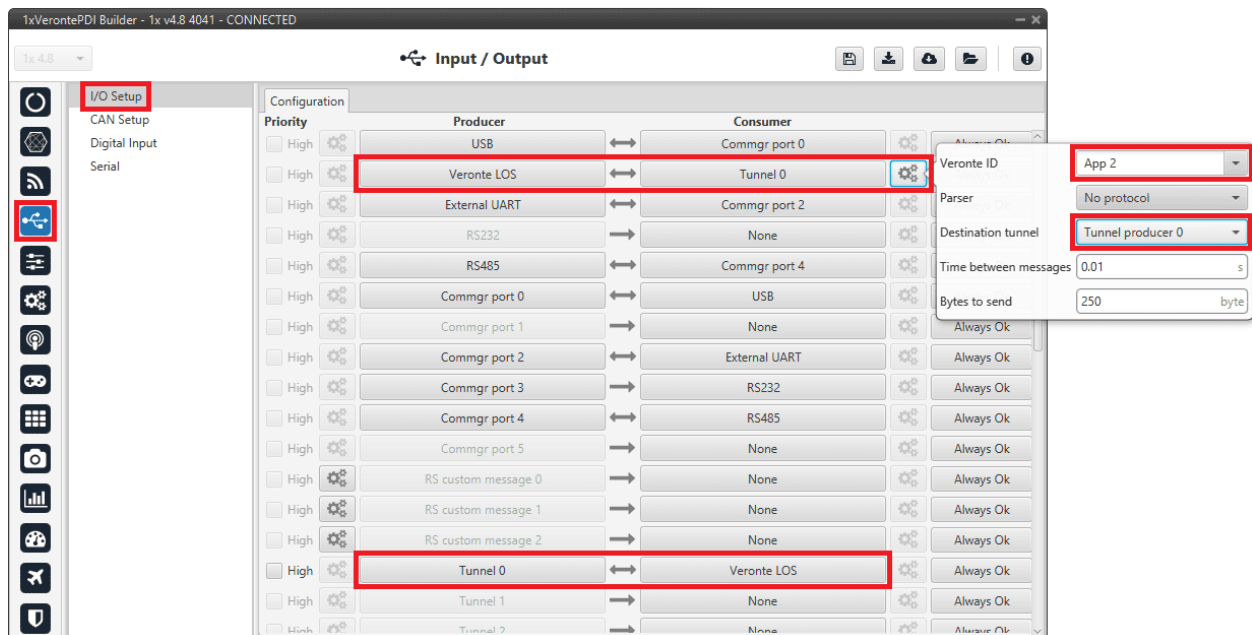 1xVerontePDI Builder - 1x v4.8 4041 - CONNECTED
1x 4.8
Input / Output
I/O Setup
CAN Setup
Digital Input
Serial
Configuration
Priority Producer Consumer
High USB Commgr port 0
High Veronte LOS Tunnel 0
High External UART Commgr port 2
High RS232 None
High RS485 Commgr port 4
High Commgr port 0 USB
High Commgr port 1 None Always Ok
High Commgr port 2 External UART Always Ok
High Commgr port 3 RS232 Always Ok
High Commgr port 4 RS485 Always Ok
High Commgr port 5 None Always Ok
High RS custom message 0 None Always Ok
High RS custom message 1 None Always Ok
High RS custom message 2 None Always Ok
High Tunnel 0 Veronte LOS Always Ok
High Tunnel 1 None Always Ok
High Tunnel 2 None Always Ok
Veronte ID App 2
Parser No protocol
Destination tunnel Tunnel producer 0
Time between messages 0.01 s
Bytes to send 250 byte